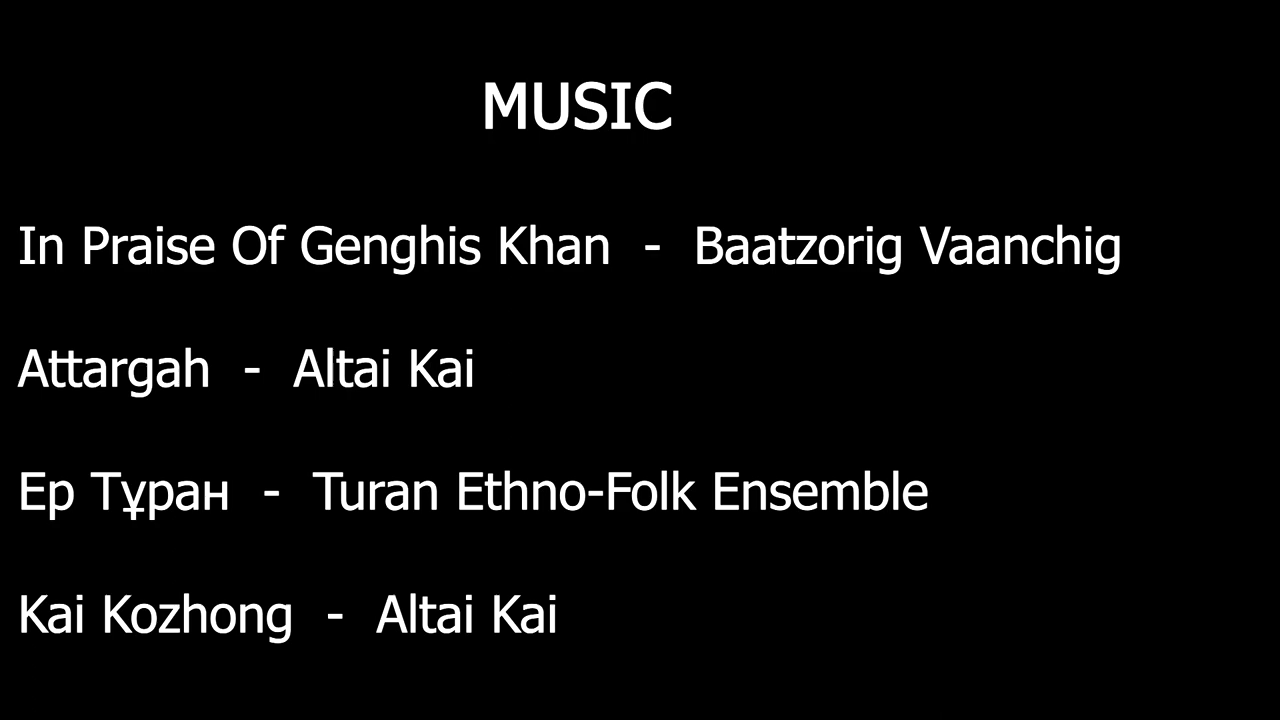 MUSIC
In Praise Of Genghis Khan - Baatzorig Vaanchig
Attargah - Altai Kai
Ер Тұран - Turan Ethno-Folk Ensemble
Kai Kozhong - Altai Kai